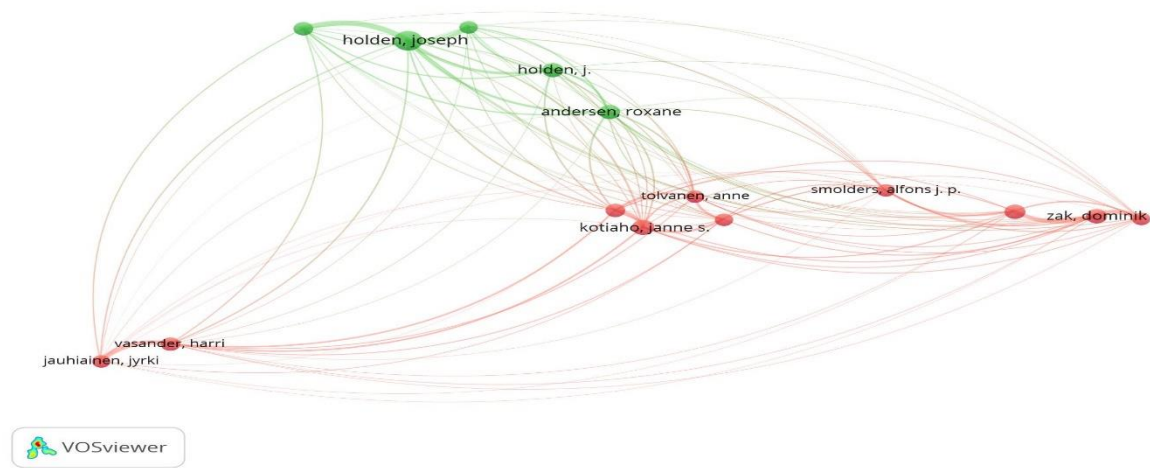 holden, joseph
holden, j.
andersen, roxane
tolvanen, anne
smolders, alfons j. p.
kotiaho, janne s.
zak, dominik
vasander, harri
jauhiainen, jyrki
VOSviewer